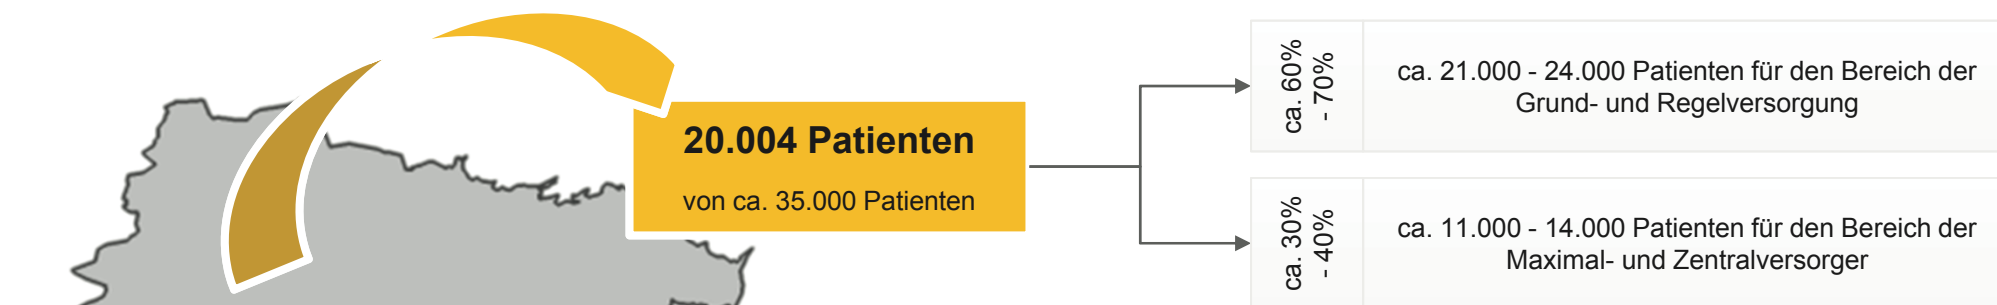 20.004 Patienten
von ca. 35.000 Patienten
ca. 60%
- 70%
ca. 21.000 - 24.000 Patienten für den Bereich der
Grund- und Regelversorgung
ca. 30%
- 40%
ca. 11.000 - 14.000 Patienten für den Bereich der
Maximal- und Zentralversorger